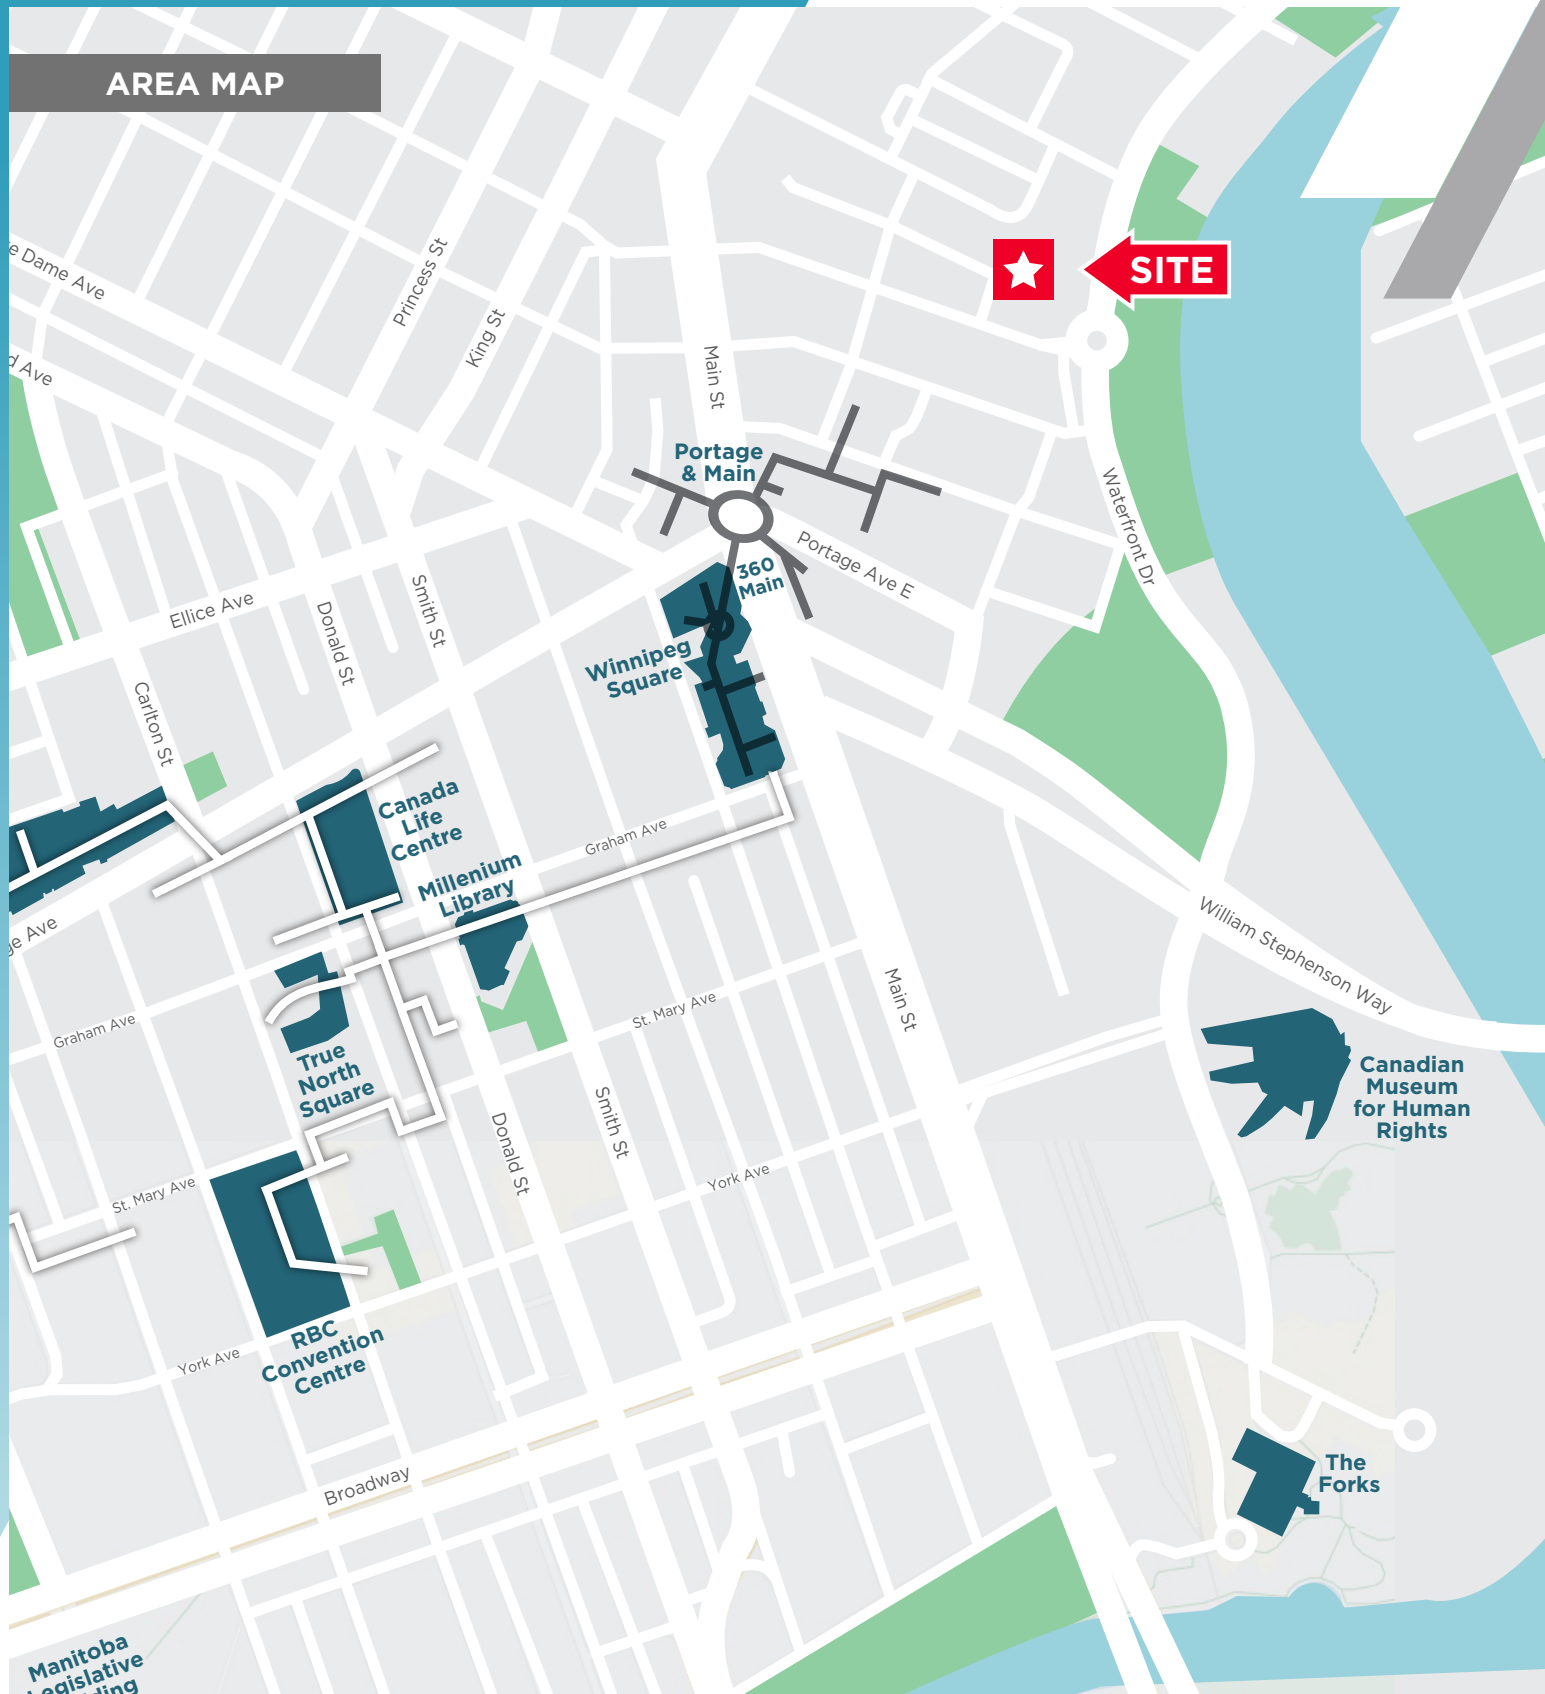 AREA MAP
SITE
e Dame Ave
Princess St
King St
d Ave
Main St
Portage
& Main
Waterfront Dr
Portage Ave E
360
Main
Ellice Ave
Donald St
Smith St
Winnipeg
Square
Carlton St
Canada
Life
Centre
Graham Ave
Millenium
Library
ge Ave
William Stephenson Way
Main St
St. Mary Ave
Graham Ave
True
North
Square
Canadian
Museum
for Human
Rights
Smith St
Donald St
York Ave
St. Mary Ave
RBC
Convention
Centre
York Ave
Broadway
The
Forks
Manitoba
Legislative
ding